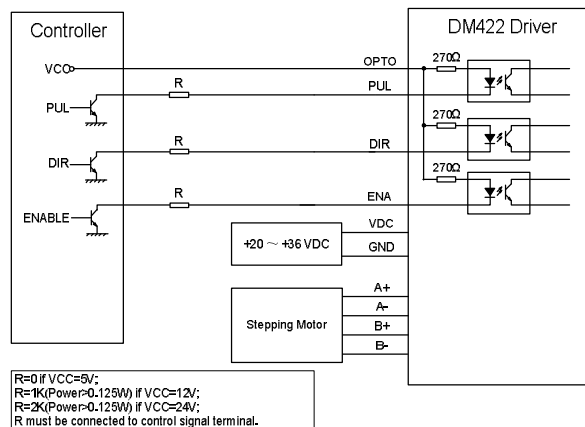 Controller
DM422 Driver
VCC
OPTO
270Ω
R
PUL
PUL
270Ω
R
DIR
DIR
270Ω
R
ENA
ENABLE
VDC
+20 ~ +36 VDC
GND
A+
A-
Stepping Motor
B+
B-
R=0 if VCC=5V;
R=1K(Power>0.125W) if VCC=12V;
R=2K(Power>0.125W) if VCC=24V;
R must be connected to control signal terminal.